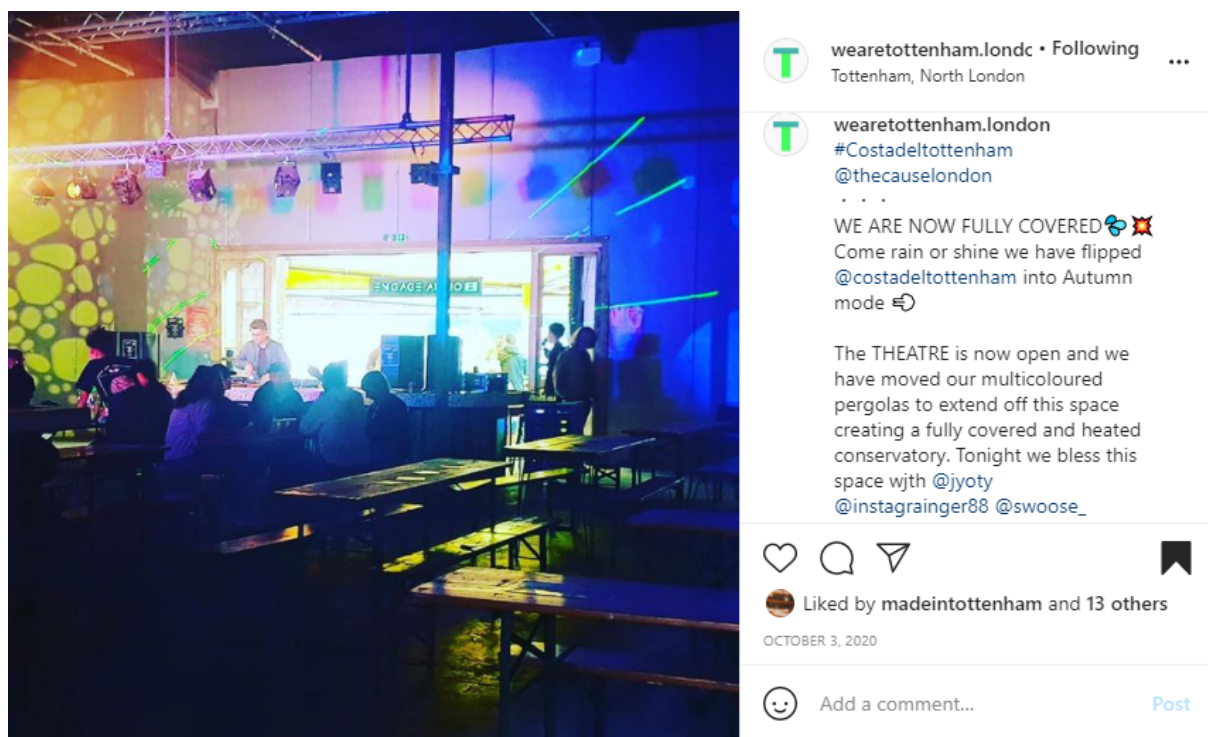 ENGAGE AUDIO
wearetottenham.londc • Following
Tottenham, North London
wearetottenham.london
#Costadeltottenham
@thecauselondon
. . .
WE ARE NOW FULLY COVERED💦💥
Come rain or shine we have flipped
@costadeltottenham into Autumn
mode 💨
The THEATRE is now open and we
have moved our multicoloured
pergolas to extend off this space
creating a fully covered and heated
conservatory. Tonight we bless this
space wjth @jyoty
@instagrainger88 @swoose_
Liked by madeintottenham and 13 others
OCTOBER 3, 2020
Add a comment...
Post